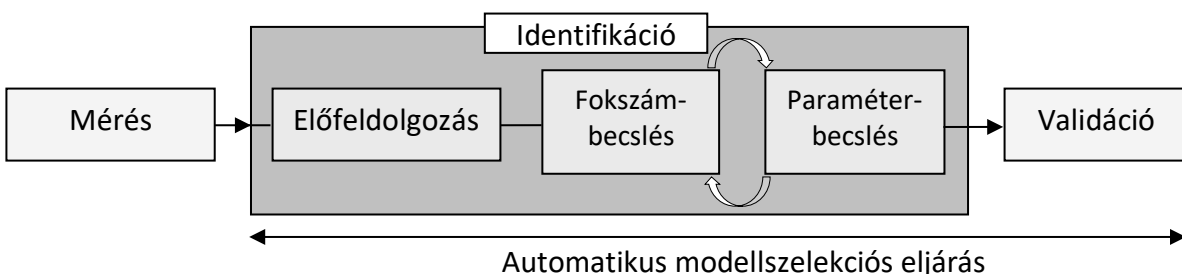 Identifikáció
Mérés
Előfeldolgozás
Fokszám-
becslés
Paraméter-
becslés
Validáció
Automatikus modellszelekciós eljárás